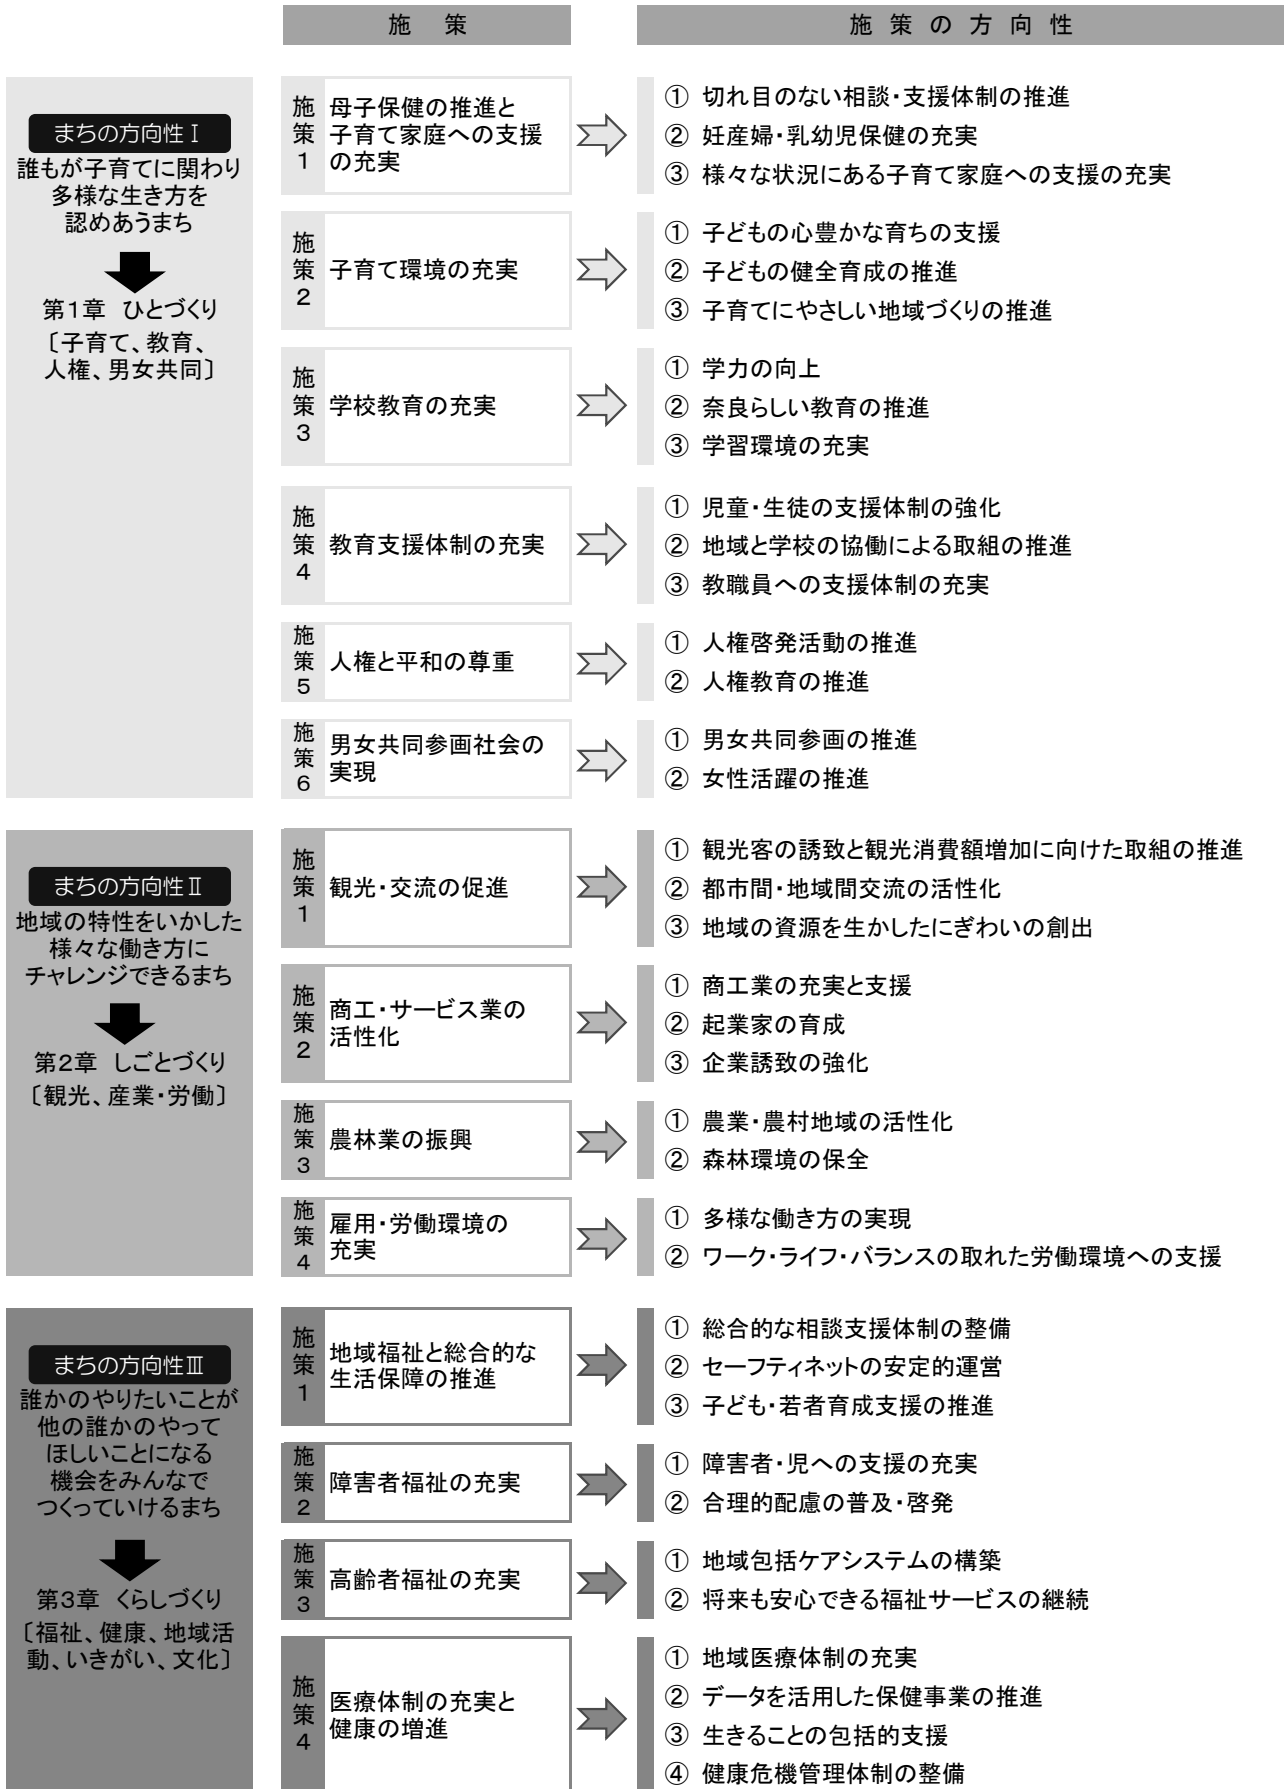 施 策
施 策 の 方 向 性
まちの方向性Ⅰ
誰もが子育てに関わり
多様な生き方を
認めあうまち
第1章 ひとづくり
〔子育て、教育、
人権、男女共同〕
施策1
母子保健の推進と
子育て家庭への支援
の充実
① 切れ目のない相談・支援体制の推進
② 妊産婦・乳幼児保健の充実
③ 様々な状況にある子育て家庭への支援の充実
施策2
子育て環境の充実
① 子どもの心豊かな育ちの支援
② 子どもの健全育成の推進
③ 子育てにやさしい地域づくりの推進
施策3
学校教育の充実
① 学力の向上
② 奈良らしい教育の推進
③ 学習環境の充実
施策4
教育支援体制の充実
① 児童・生徒の支援体制の強化
② 地域と学校の協働による取組の推進
③ 教職員への支援体制の充実
施策5
人権と平和の尊重
① 人権啓発活動の推進
② 人権教育の推進
施策6
男女共同参画社会の
実現
① 男女共同参画の推進
② 女性活躍の推進
まちの方向性Ⅱ
地域の特性をいかした
様々な働き方に
チャレンジできるまち
第2章 しごとづくり
〔観光、産業・労働〕
施策1
観光・交流の促進
① 観光客の誘致と観光消費額増加に向けた取組の推進
② 都市間・地域間交流の活性化
③ 地域の資源を生かしたにぎわいの創出
施策2
商工・サービス業の
活性化
① 商工業の充実と支援
② 起業家の育成
③ 企業誘致の強化
施策3
農林業の振興
① 農業・農村地域の活性化
② 森林環境の保全
施策4
雇用・労働環境の
充実
① 多様な働き方の実現
② ワーク・ライフ・バランスの取れた労働環境への支援
まちの方向性Ⅲ
誰かのやりたいことが
他の誰かのやって
ほしいことになる
機会をみんなで
つくっていけるまち
第3章 くらしづくり
〔福祉、健康、地域活
動、いきがい、文化〕
施策1
地域福祉と総合的な
生活保障の推進
① 総合的な相談支援体制の整備
② セーフティネットの安定的運営
③ 子ども・若者育成支援の推進
施策2
障害者福祉の充実
① 障害者・児への支援の充実
② 合理的配慮の普及・啓発
施策3
高齢者福祉の充実
① 地域包括ケアシステムの構築
② 将来も安心できる福祉サービスの継続
施策4
医療体制の充実と
健康の増進
① 地域医療体制の充実
② データを活用した保健事業の推進
③ 生きることの包括的支援
④ 健康危機管理体制の整備